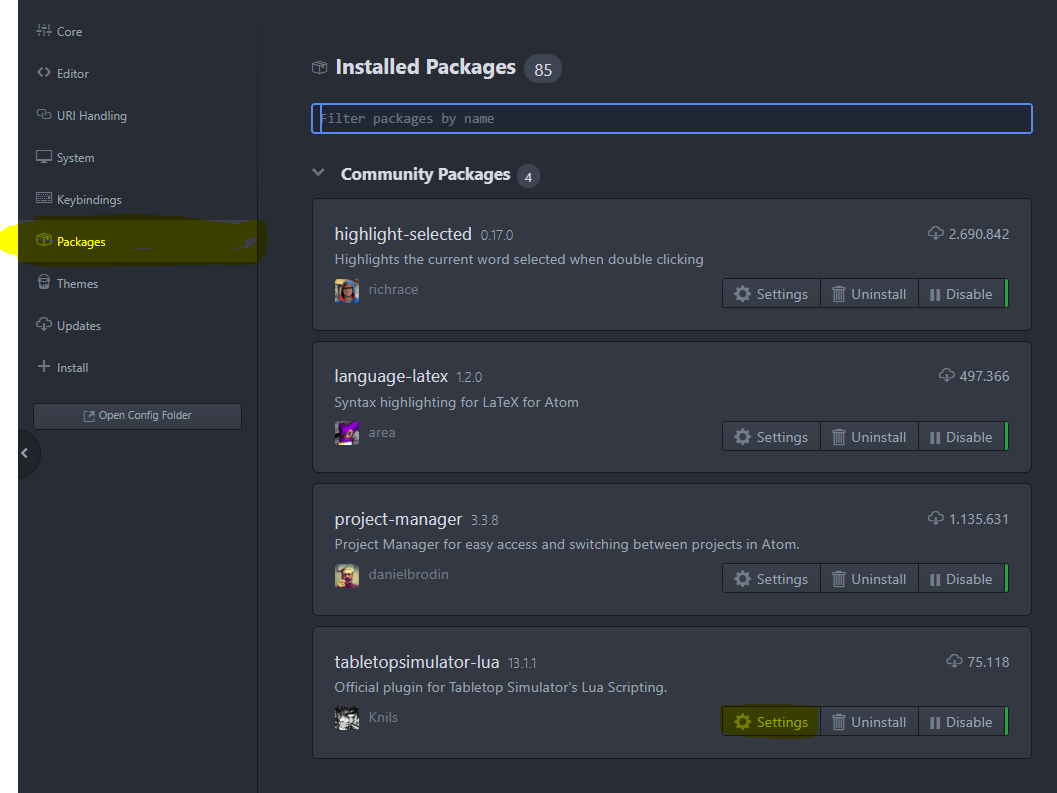 Core
Editor
URI Handling
System
Keybindings
Packages
Themes
Updates
Install
Open Config Folder
Installed Packages 85
Filter packages by name
Community Packages 4
highlight-selected 0.17.0 2.690.842
Highlights the current word selected when double clicking
richrace
Settings Uninstall Disable
language-latex 1.2.0 497.366
Syntax highlighting for LaTeX for Atom
area
Settings Uninstall Disable
project-manager 3.3.8 1.135.631
Project Manager for easy access and switching between projects in Atom.
danielbrodin
Settings Uninstall Disable
tabletopsimulator-lua 13.1.1 75.118
Official plugin for Tabletop Simulator's Lua Scripting.
Knils
Settings Uninstall Disable